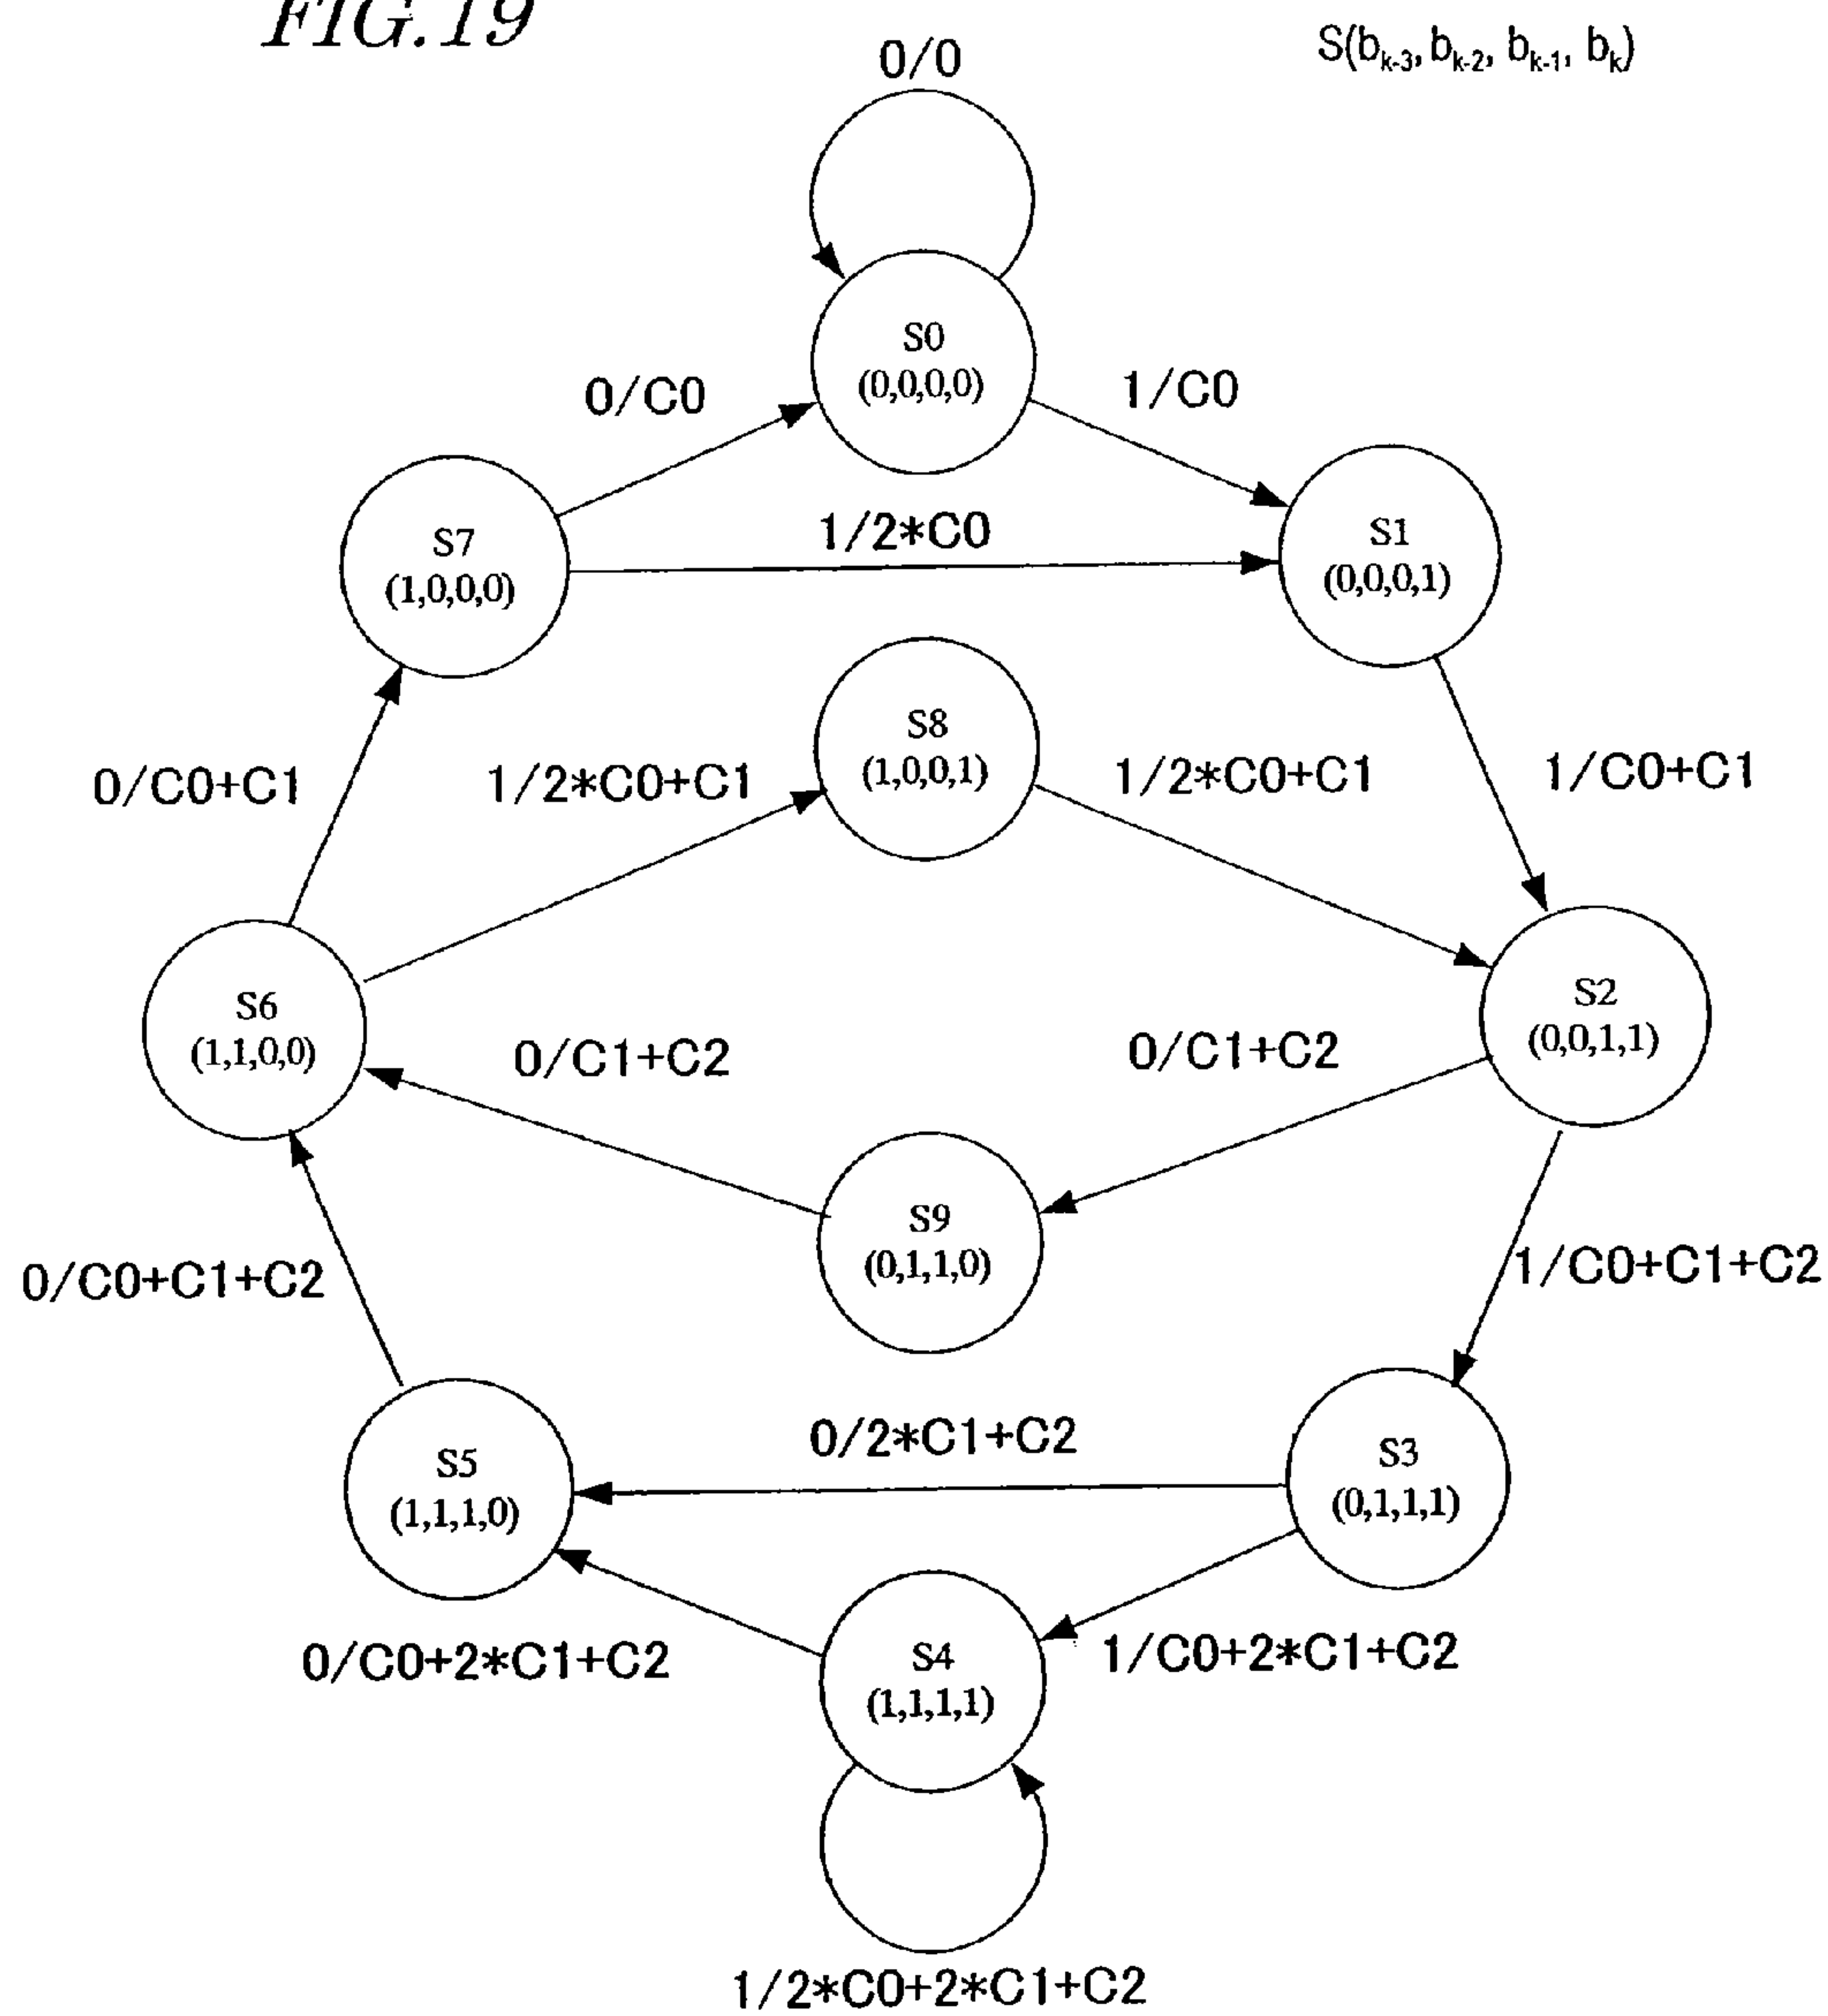 FIG. 19
S(bk-3, bk-2, bk-1, bk)
0/0
S0
(0,0,0,0)
0/C0
1/C0
S7
(1,0,0,0)
1/2*C0
S1
(0,0,0,1)
S8
(1,0,0,1)
0/C0+C1
1/2*C0+C1
1/2*C0+C1
1/C0+C1
S6
(1,1,0,0)
S2
(0,0,1,1)
0/C1+C2
0/C1+C2
S9
(0,1,1,0)
0/C0+C1+C2
1/C0+C1+C2
0/2*C1+C2
S5
(1,1,1,0)
S3
(0,1,1,1)
0/C0+2*C1+C2
S4
(1,1,1,1)
1/C0+2*C1+C2
1/2*C0+2*C1+C2